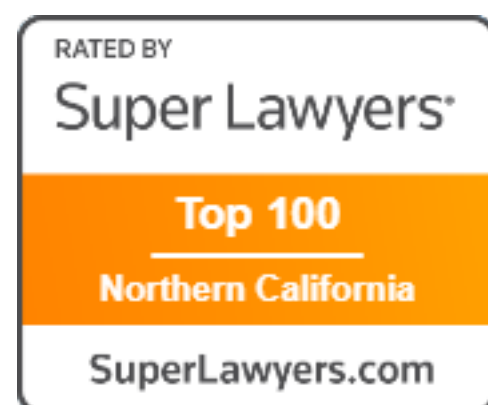 RATED BY
Super Lawyers®
Top 100
Northern California
SuperLawyers.com